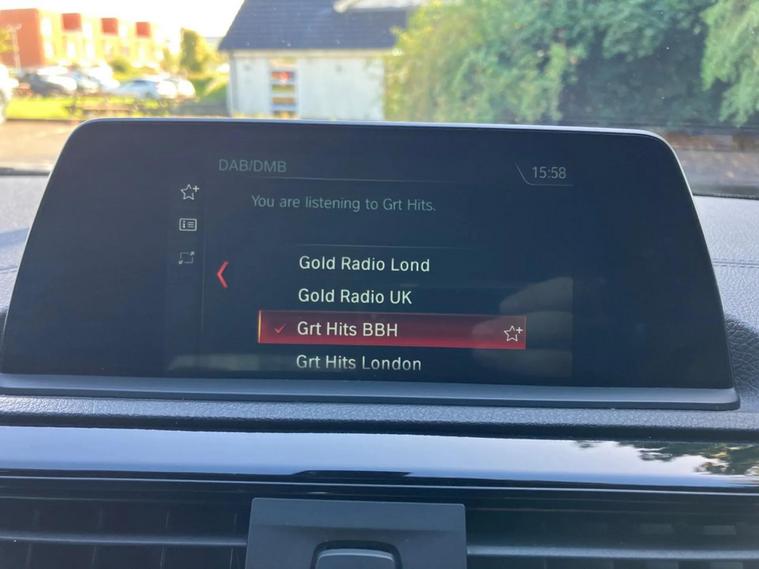 DAB/DMB
15:58
You are listening to Grt Hits.
Gold Radio Lond
Gold Radio UK
Grt Hits BBH
Grt Hits London